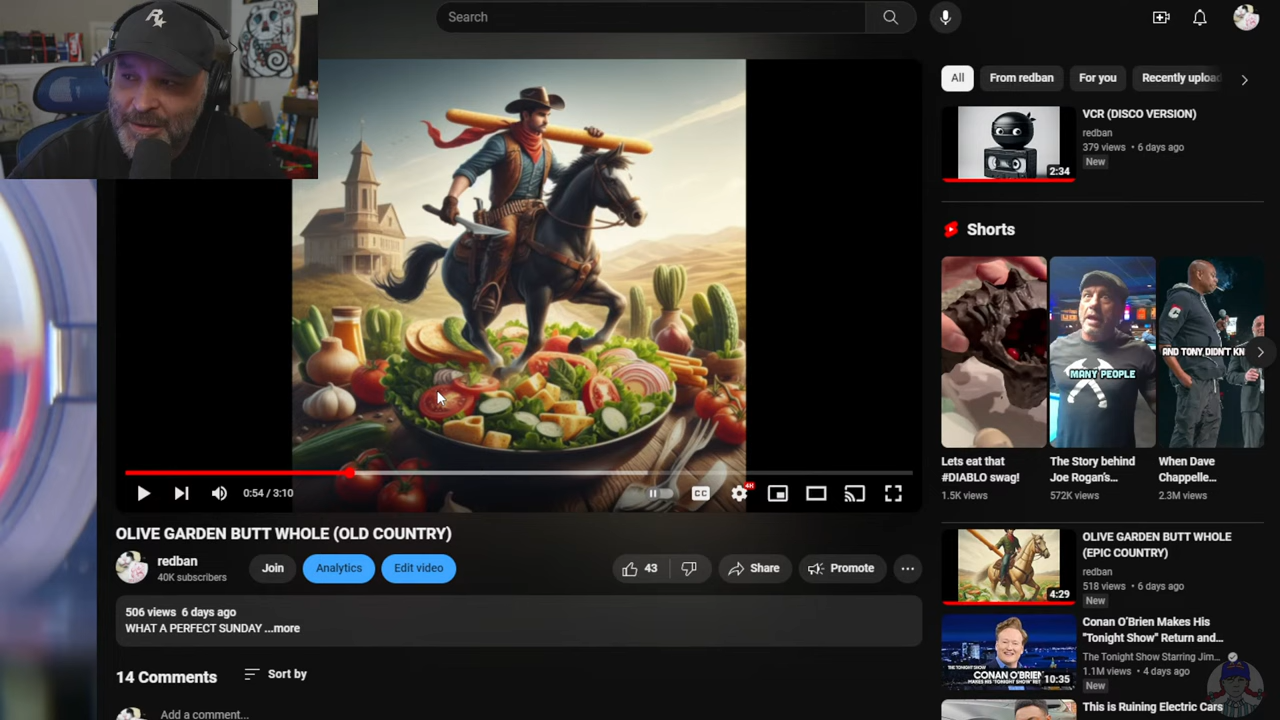 Search
All
From redban
For you
Recently upload
VCR (DISCO VERSION)
redban
379 views • 6 days ago
New
2:34
Shorts
MANY PEOPLE
AND TONY DIDN'T KN
Lets eat that
#DIABLO swag!
1.5K views
The Story behind
Joe Rogan's...
572K views
When Dave
Chappelle...
2.3M views
0:54 / 3:10
CC
4K
OLIVE GARDEN BUTT WHOLE (OLD COUNTRY)
redban
40K subscribers
Join
Analytics
Edit video
43
Share
Promote
506 views 6 days ago
WHAT A PERFECT SUNDAY ...more
14 Comments
Sort by
Add a comment...
OLIVE GARDEN BUTT WHOLE
(EPIC COUNTRY)
redban
518 views • 6 days ago
New
4:29
Conan O'Brien Makes His
"Tonight Show" Return and...
The Tonight Show Starring Jim...
1.1M views • 4 days ago
New
CONAN O'BRIEN
10:35
This is Ruining Electric Cars